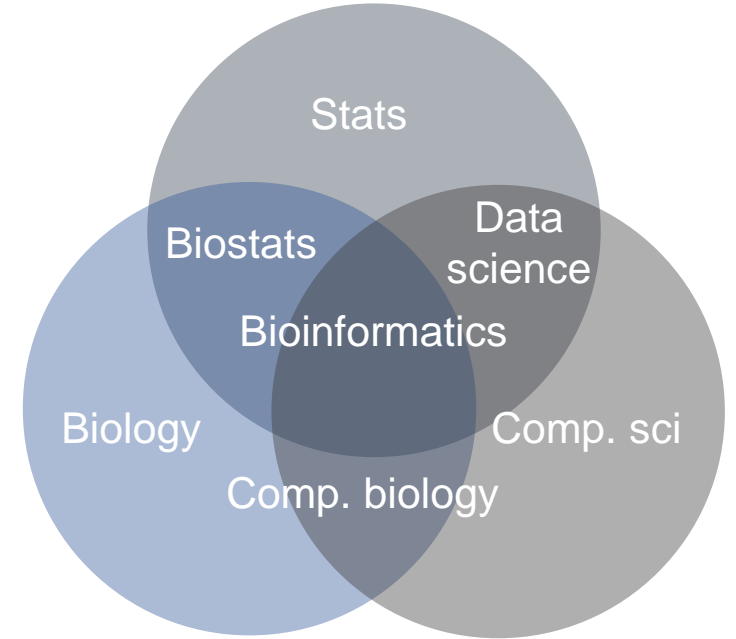 Stats
Biostats
Data
science
Bioinformatics
Biology
Comp. sci
Comp. biology